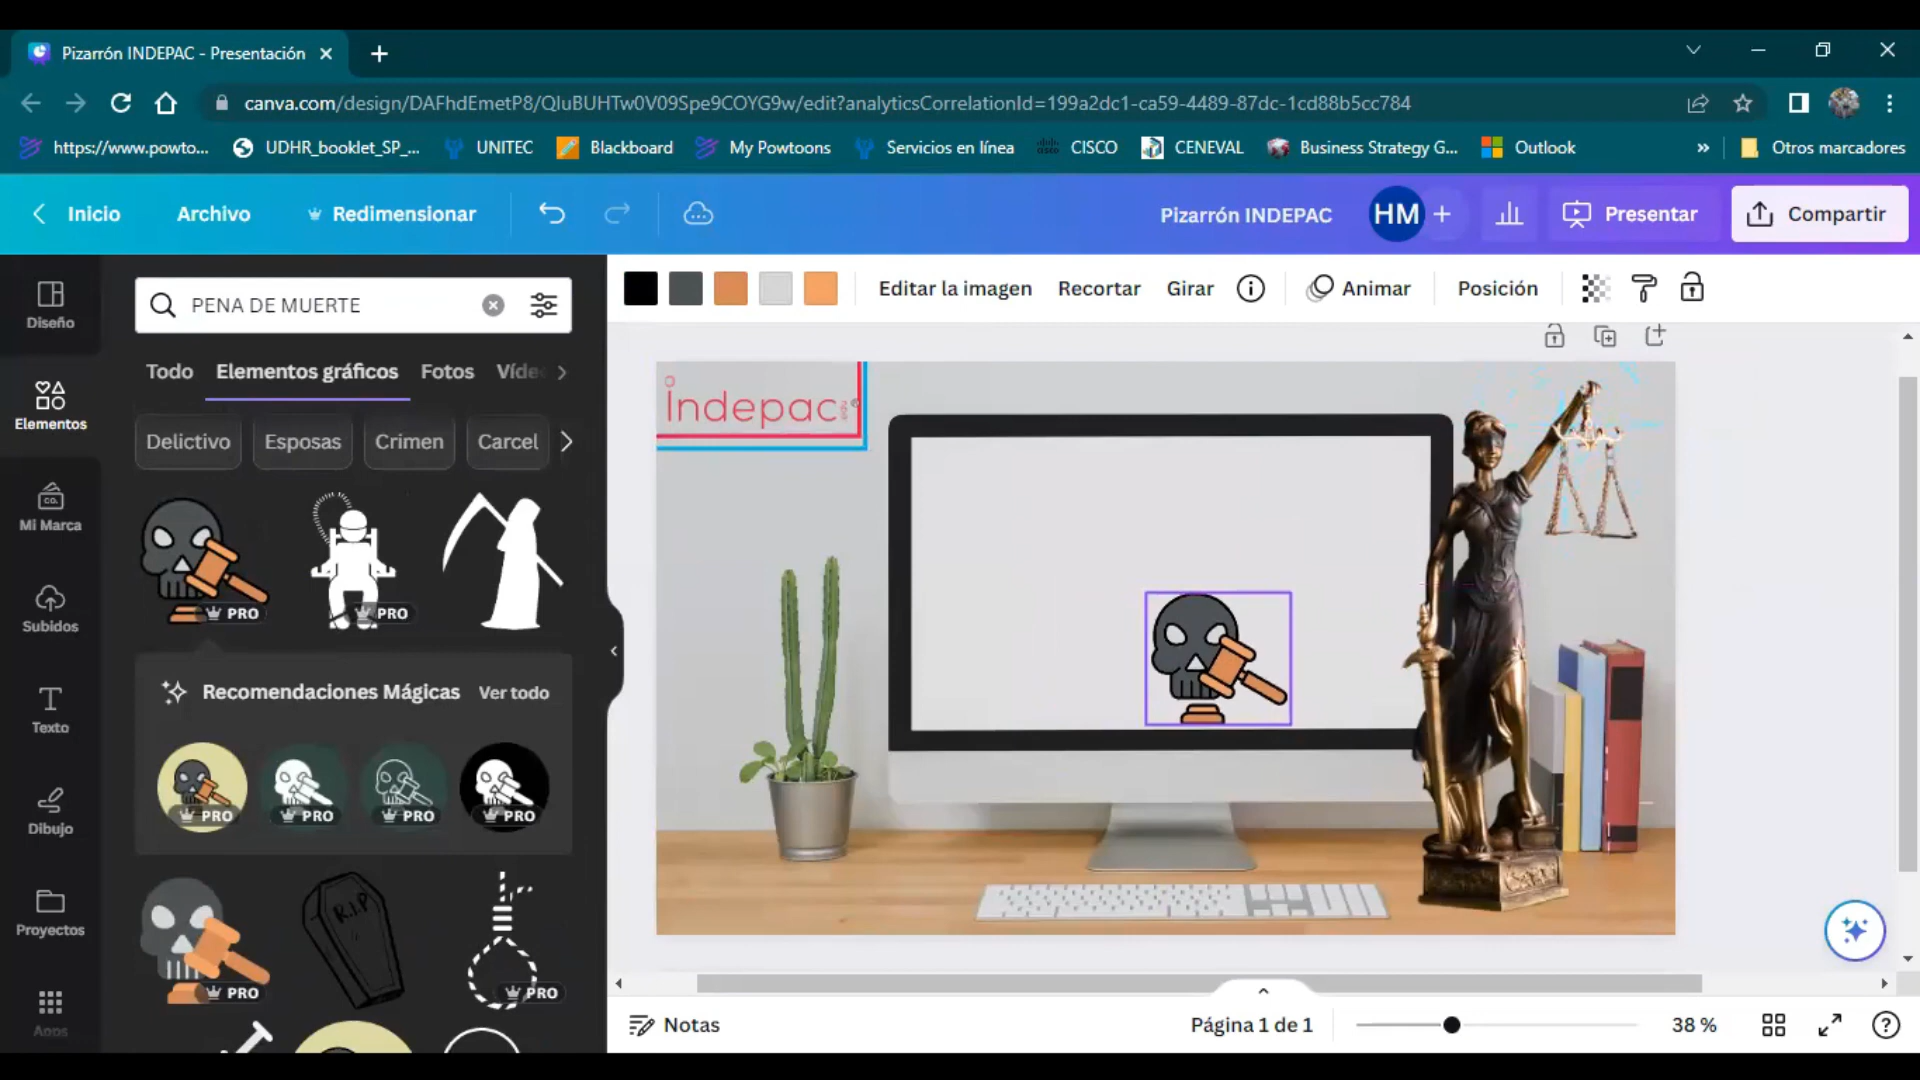 Pizarrón INDEPAC - Presentación
canva.com/design/DAFhdEmetP8/QIuBUHTw0V09Spe9COYG9w/edit?analyticsCorrelationId=199a2dc1-ca59-4489-87dc-1cd88b5cc784
https://www.powto... UDHR_booklet_SP_... UNITEC Blackboard My Powtoons Servicios en línea CISCO CENEVAL Business Strategy G... Outlook » Otros marcadores
Inicio Archivo Redimensionar Pizarrón INDEPAC HM + Presentar Compartir
Diseño
Elementos
CO.
Mi Marca
Subidos
Texto
Dibujo
Proyectos
Apps
PENA DE MUERTE
Todo Elementos gráficos Fotos Víde
Delictivo Esposas Crimen Carcel
PRO PRO
Recomendaciones Mágicas Ver todo
PRO PRO PRO PRO
R.I.P
PRO PRO
Editar la imagen Recortar Girar Animar Posición
indepac
edu
Notas Página 1 de 1 38 %